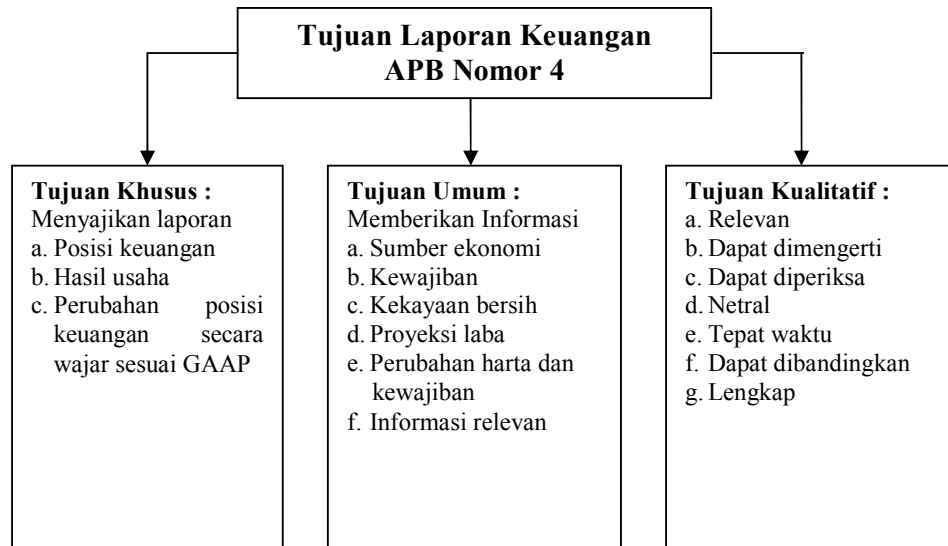 Tujuan Laporan Keuangan
APB Nomor 4
Tujuan Khusus :
Menyajikan laporan
a. Posisi keuangan
b. Hasil usaha
c. Perubahan posisi
keuangan secara
wajar sesuai GAAP
Tujuan Umum :
Memberikan Informasi
a. Sumber ekonomi
b. Kewajiban
c. Kekayaan bersih
d. Proyeksi laba
e. Perubahan harta dan
kewajiban
f. Informasi relevan
Tujuan Kualitatif :
a. Relevan
b. Dapat dimengerti
c. Dapat diperiksa
d. Netral
e. Tepat waktu
f. Dapat dibandingkan
g. Lengkap